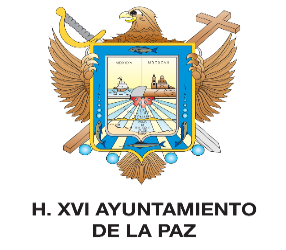 H. XVI AYUNTAMIENTO
DE LA PAZ